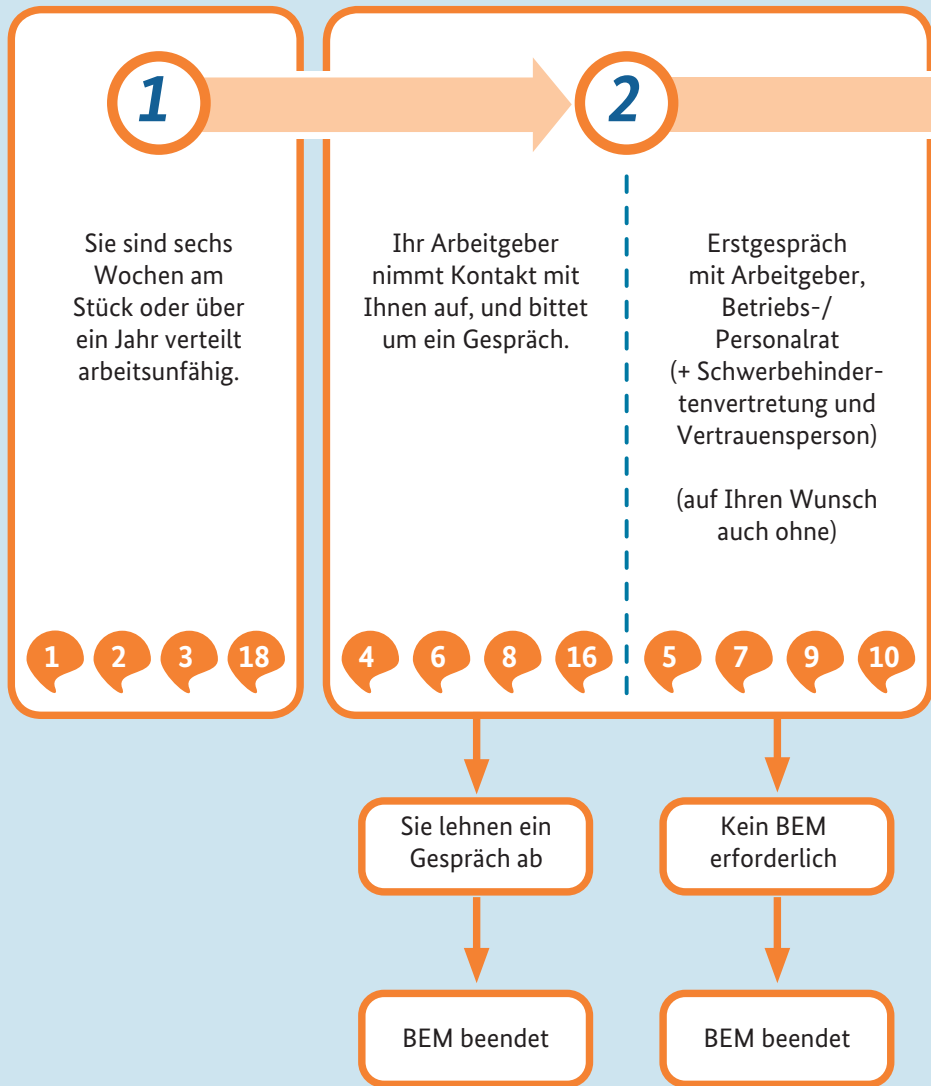 1
Sie sind sechs
Wochen am
Stück oder über
ein Jahr verteilt
arbeitsunfähig.
1 2 3 18
2
Ihr Arbeitgeber
nimmt Kontakt mit
Ihnen auf, und bittet
um ein Gespräch.
4 6 8 16
Erstgespräch
mit Arbeitgeber,
Betriebs-/
Personalrat
(+ Schwerbehinder-
tenvertretung und
Vertrauensperson)
(auf Ihren Wunsch
auch ohne)
5 7 9 10
Sie lehnen ein
Gespräch ab
BEM beendet
Kein BEM
erforderlich
BEM beendet